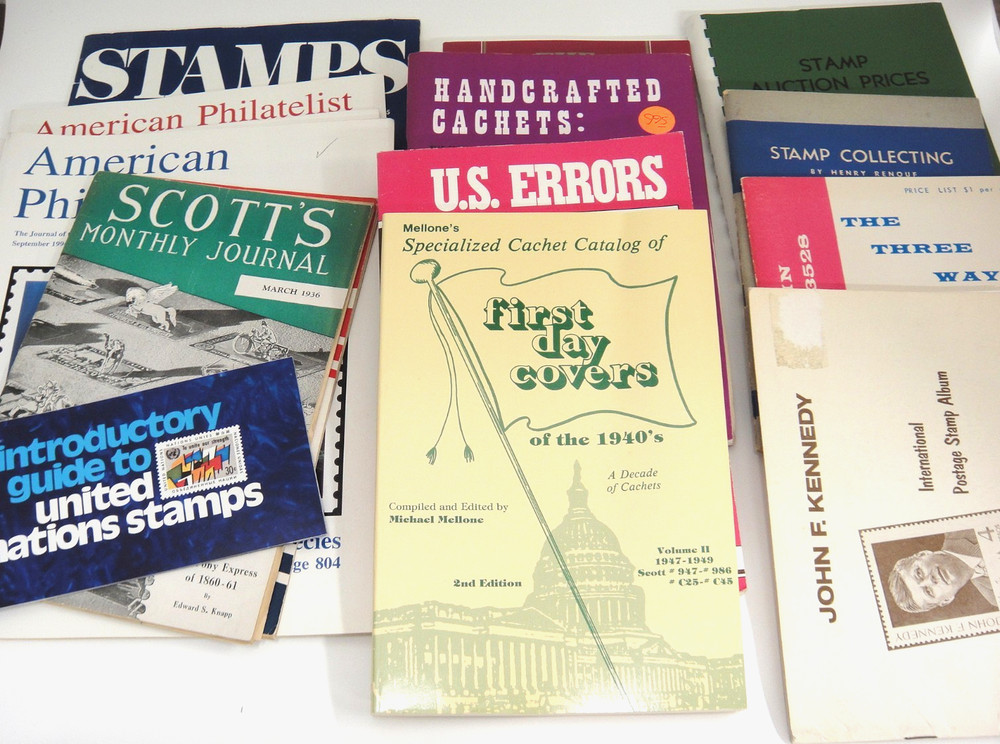 STAMPS
American Philatelist
American
The Journal of
September 199
SCOTT'S
MONTHLY JOURNAL
MARCH 1936
introductory
guide to
united
nations stamps
30¢
ony Express
of 1860-61
By
Edward S. Knapp
ecies
ge 804
HANDCRAFTED
CACHETS:
U.S. ERRORS
Mellone's
Specialized Cachet Catalog of
first
day
covers
of the 1940's
A Decade
of Cachets
Compiled and Edited by
Michael Mellone
2nd Edition
Volume II
1947-1949
Scott # 947-# 986
# C25-# C45
STAMP
AUCTION PRICES
STAMP COLLECTING
BY HENRY RENOUF
PRICE LIST $1 per
THE
THREE
WAY
3528
JOHN F. KENNEDY
International
Postage Stamp Album
4¢
JOHN F KENNEDY